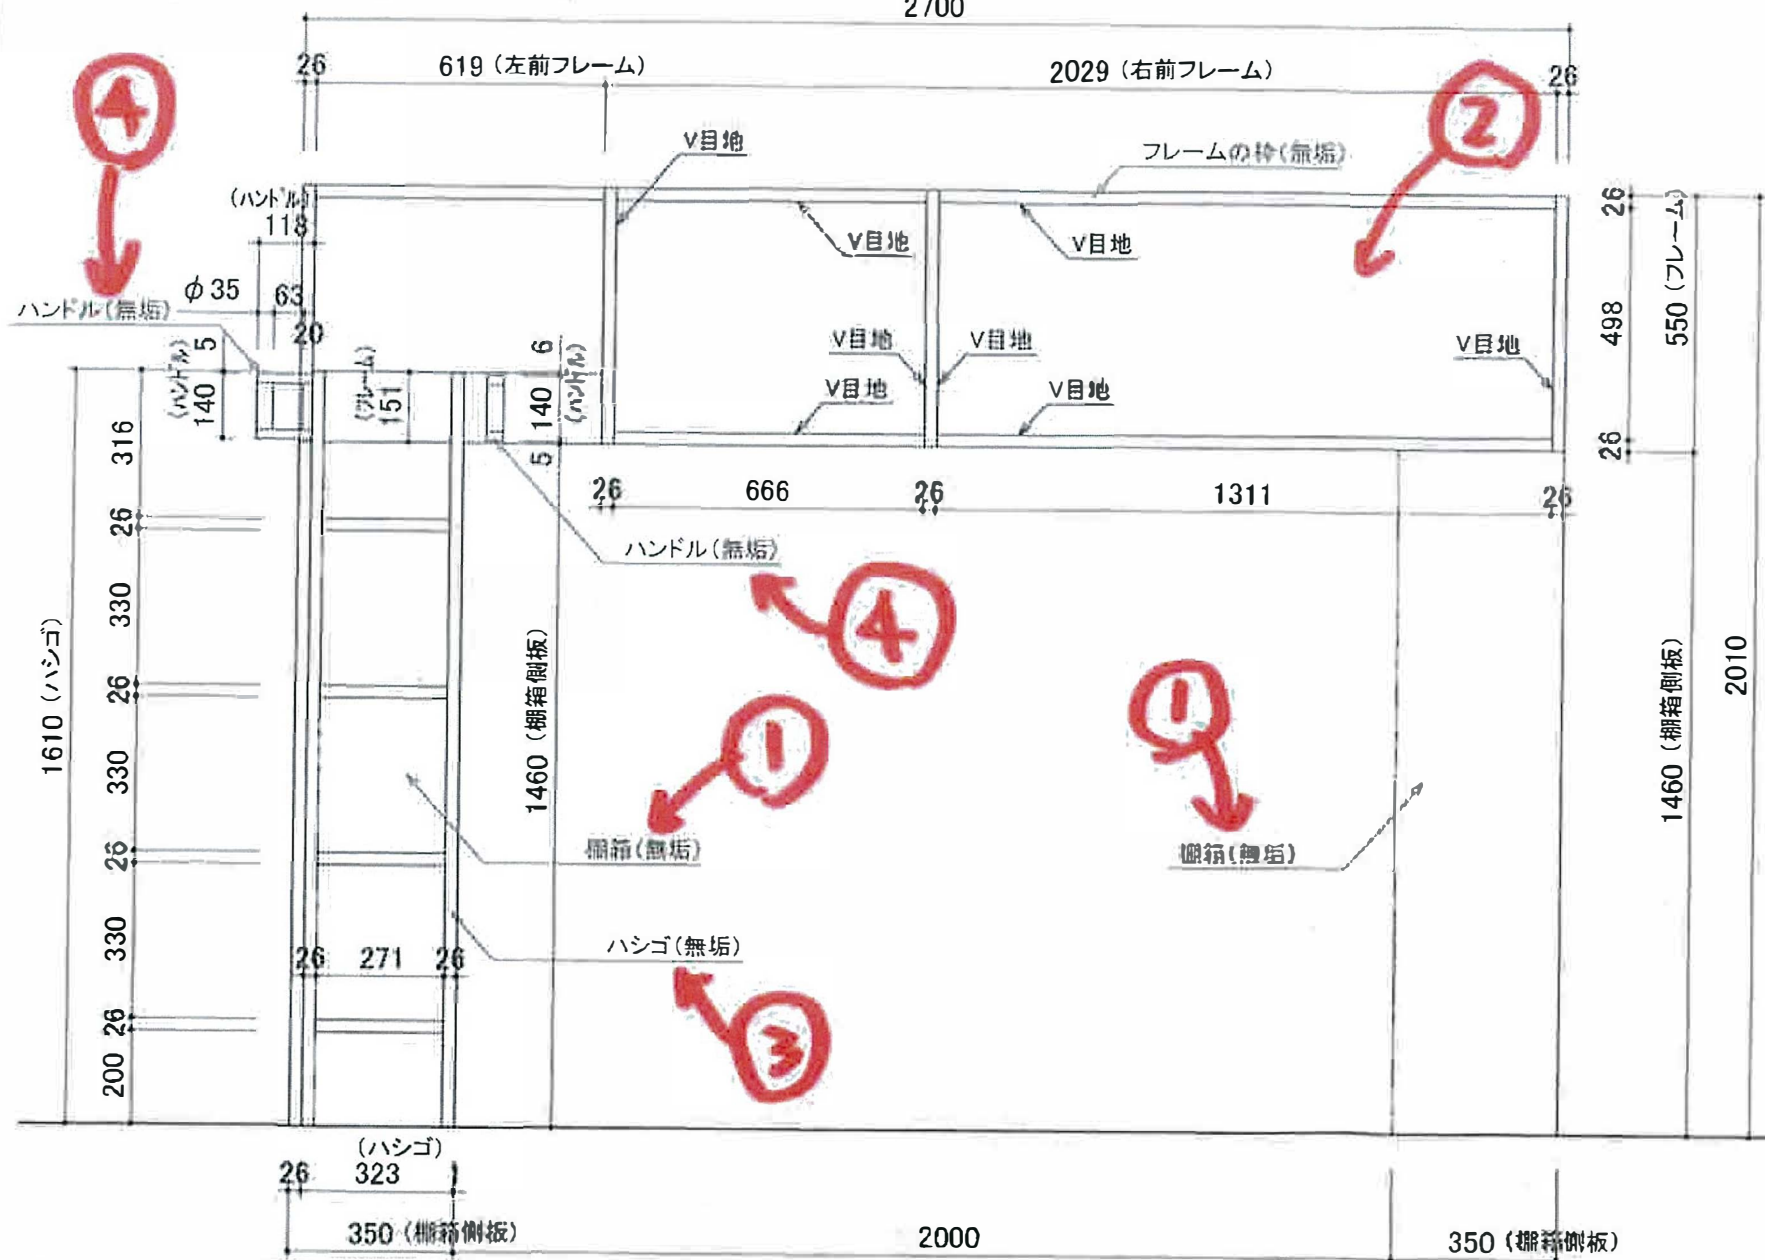 2700
26
619 (左前フレーム)
2029 (右前フレーム)
26
④
②
V目地
フレームの枠(無垢)
(ハンドル)
118
V目地
V目地
26
550 (フレーム)
φ35
63
ハンドル(無垢)
20
498
2010
5
(ハンドル)
140
(フレーム)
151
6
140
(ハンドル)
5
V目地
V目地
V目地
V目地
V目地
26
316
26
666
26
1311
26
26
ハンドル(無垢)
④
330
1610 (ハシゴ)
1460 (棚箱側板)
1460 (棚箱側板)
26
①
①
330
棚箱(無垢)
棚箱(無垢)
26
330
ハシゴ(無垢)
26
271
26
③
26
200
(ハシゴ)
26
323
1
350 (棚箱側板)
2000
350 (棚箱側板)